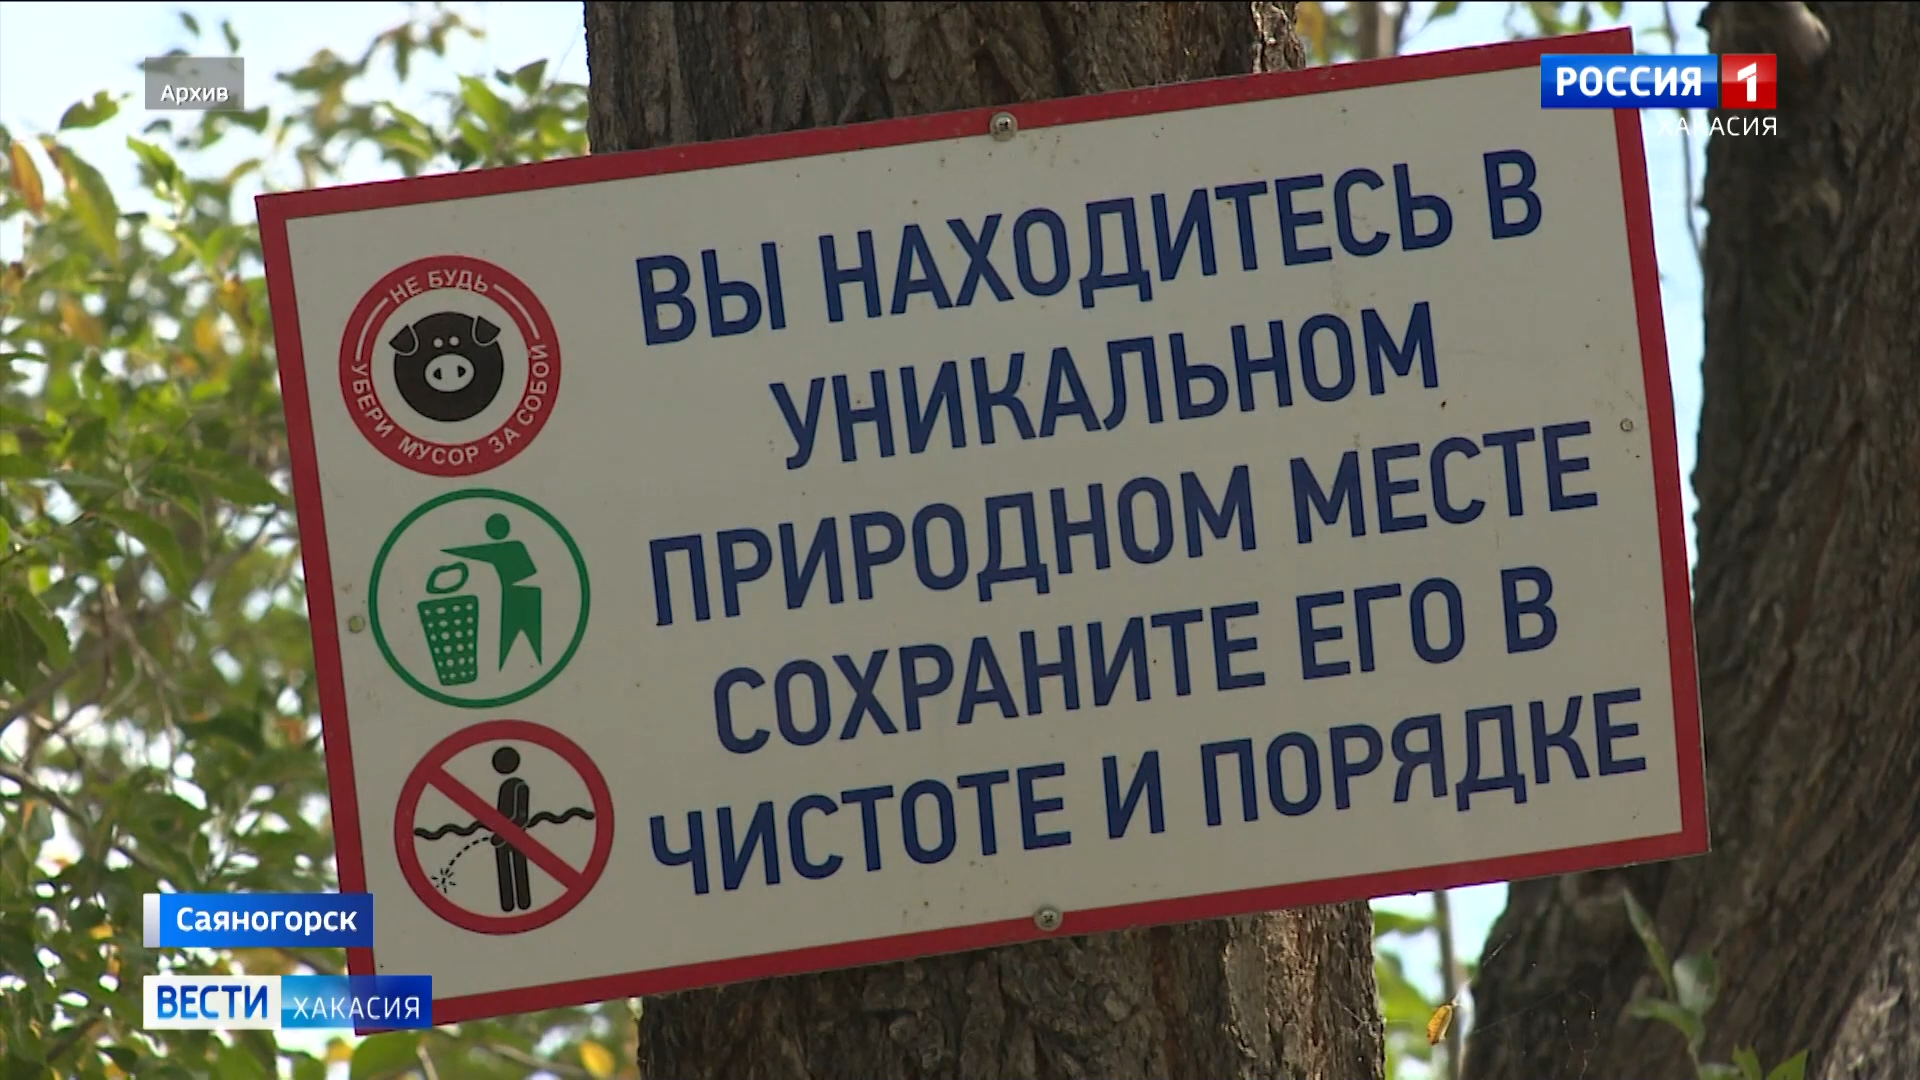 Архив
РОССИЯ 1
ХАКАСИЯ
НЕ БУДЬ
УБЕРИ МУСОР ЗА СОБОЙ
ВЫ НАХОДИТЕСЬ В
УНИКАЛЬНОМ
ПРИРОДНОМ МЕСТЕ
СОХРАНИТЕ ЕГО В
ЧИСТОТЕ И ПОРЯДКЕ
Саяногорск
ВЕСТИ ХАКАСИЯ